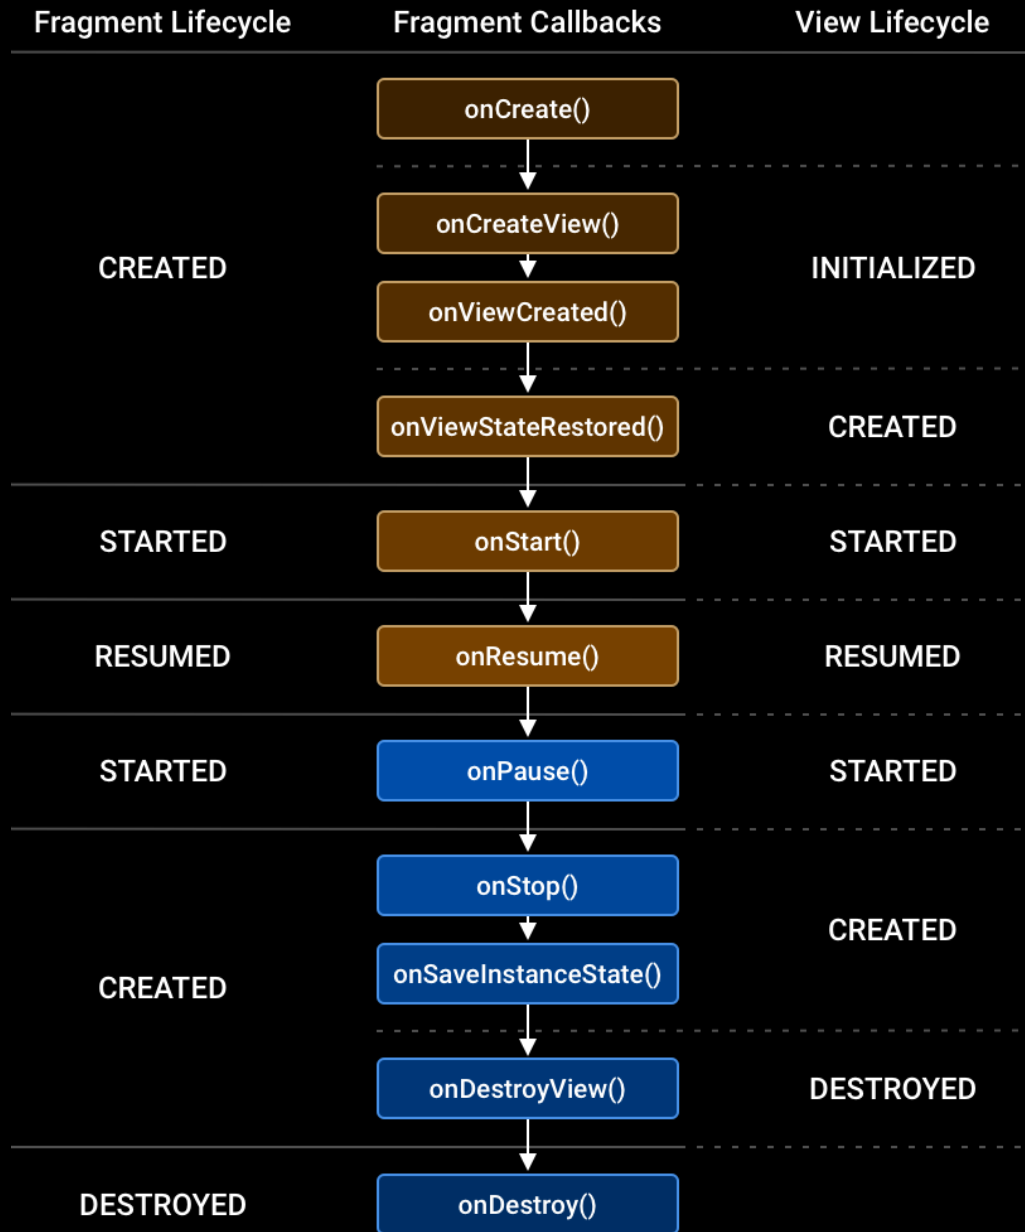 Fragment Lifecycle Fragment Callbacks View Lifecycle
onCreate()
onCreateView()
CREATED INITIALIZED
onViewCreated()
onViewStateRestored() CREATED
STARTED onStart() STARTED
RESUMED onResume() RESUMED
STARTED onPause() STARTED
onStop()
CREATED
onSaveInstanceState()
CREATED
onDestroyView() DESTROYED
DESTROYED onDestroy()